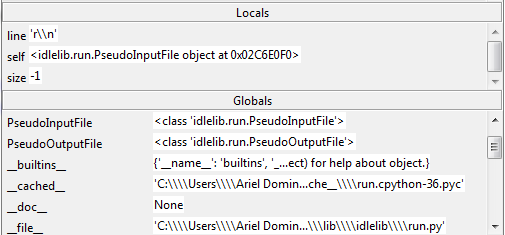 Locals
line 'r\\n'
self <idlelib.run.PseudoInputFile object at 0x02C6E0F0>
size -1
Globals
PseudoInputFile <class 'idlelib.run.PseudoInputFile'>
PseudoOutputFile <class 'idlelib.run.PseudoOutputFile'>
__builtins__ {'__name__': 'builtins', '_...ect) for help about object.}
__cached__ 'C:\\\\Users\\\\Ariel Domin...che__\\\\run.cpython-36.pyc'
__doc__ None
__file__ 'C:\\\\Users\\\\Ariel Domin...\\\\lib\\\\idlelib\\\\run.py'